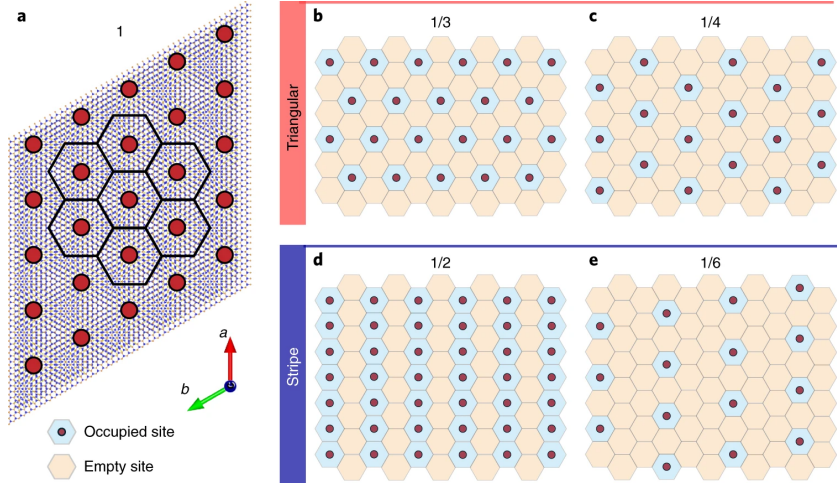 a
1
a
b
Occupied site
Empty site
Triangular
b
1/3
c
1/4
Stripe
d
1/2
e
1/6